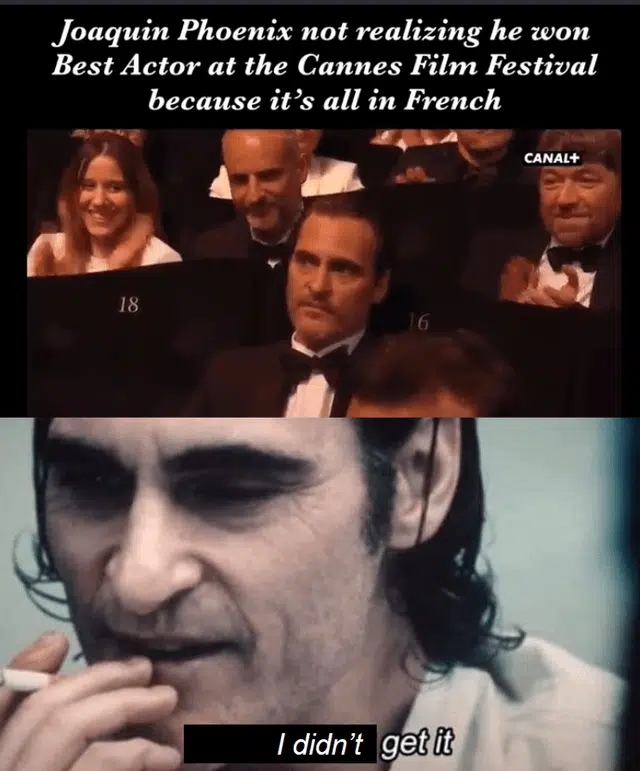 Joaquin Phoenix not realizing he won
Best Actor at the Cannes Film Festival
because it's all in French
CANAL+
18
16
I didn't get it